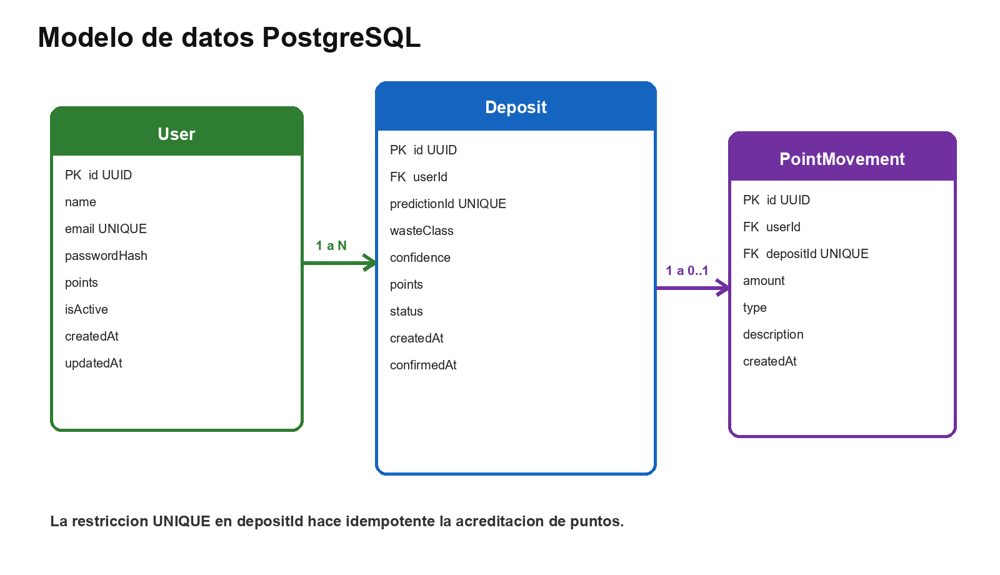 Modelo de datos PostgreSQL
User
PK  id UUID
name
email UNIQUE
passwordHash
points
isActive
createdAt
updatedAt
1 a N
Deposit
PK  id UUID
FK  userId
predictionId UNIQUE
wasteClass
confidence
points
status
createdAt
confirmedAt
1 a 0..1
PointMovement
PK  id UUID
FK  userId
FK  depositId UNIQUE
amount
type
description
createdAt
La restriccion UNIQUE en depositId hace idempotente la acreditacion de puntos.